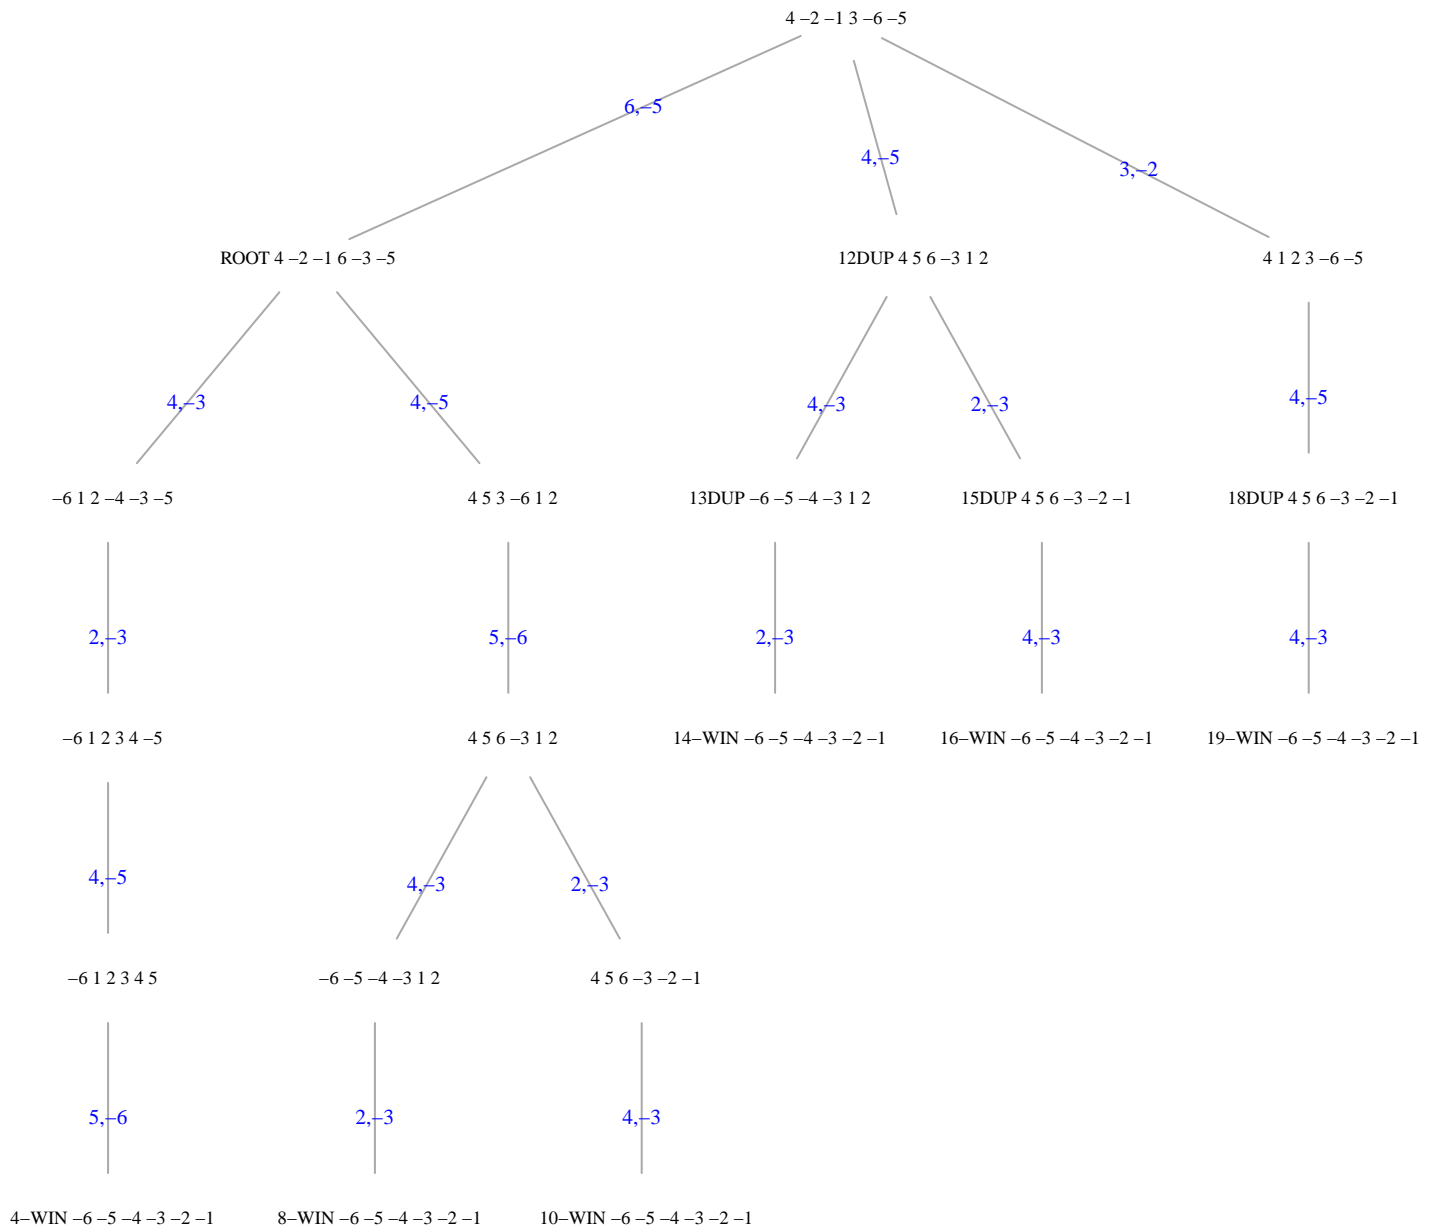 4 –2 –1 3 –6 –5
6,–5
4,–5
3,–2
ROOT 4 –2 –1 6 –3 –5
12DUP 4 5 6 –3 1 2
4 1 2 3 –6 –5
4,–3
4,–5
4,–3
2,–3
4,–5
–6 1 2 –4 –3 –5
4 5 3 –6 1 2
13DUP –6 –5 –4 –3 1 2
15DUP 4 5 6 –3 –2 –1
18DUP 4 5 6 –3 –2 –1
2,–3
5,–6
2,–3
4,–3
4,–3
–6 1 2 3 4 –5
4 5 6 –3 1 2
14–WIN –6 –5 –4 –3 –2 –1
16–WIN –6 –5 –4 –3 –2 –1
19–WIN –6 –5 –4 –3 –2 –1
4,–5
4,–3
2,–3
–6 1 2 3 4 5
–6 –5 –4 –3 1 2
4 5 6 –3 –2 –1
5,–6
2,–3
4,–3
4–WIN –6 –5 –4 –3 –2 –1
8–WIN –6 –5 –4 –3 –2 –1
10–WIN –6 –5 –4 –3 –2 –1